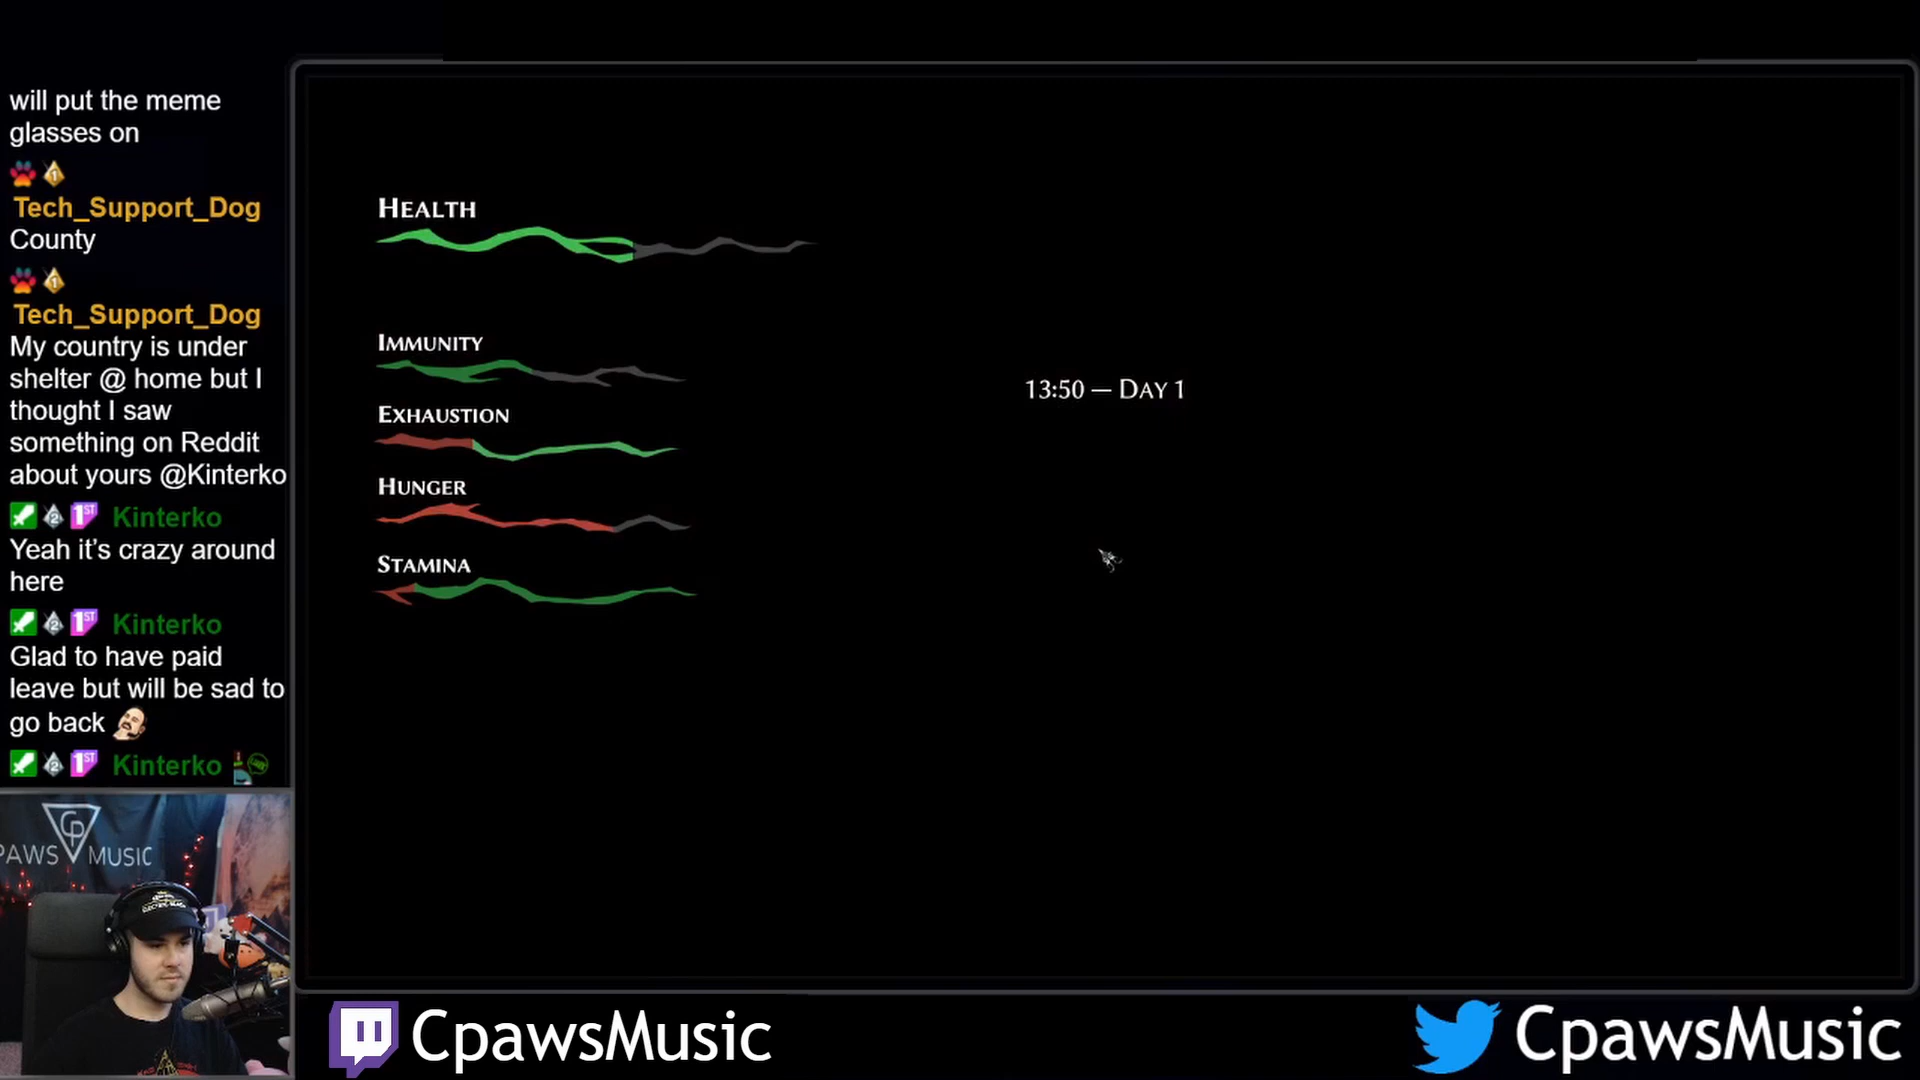 will put the meme
glasses on
Tech_Support_Dog
County
Tech_Support_Dog
My country is under
shelter @ home but I
thought I saw
something on Reddit
about yours @Kinterko
Kinterko
Yeah it’s crazy around
here
Kinterko
Glad to have paid
leave but will be sad to
go back
Kinterko
HEALTH
IMMUNITY
EXHAUSTION
HUNGER
STAMINA
13:50 — DAY 1
CP
PAWS MUSIC
CpawsMusic
CpawsMusic